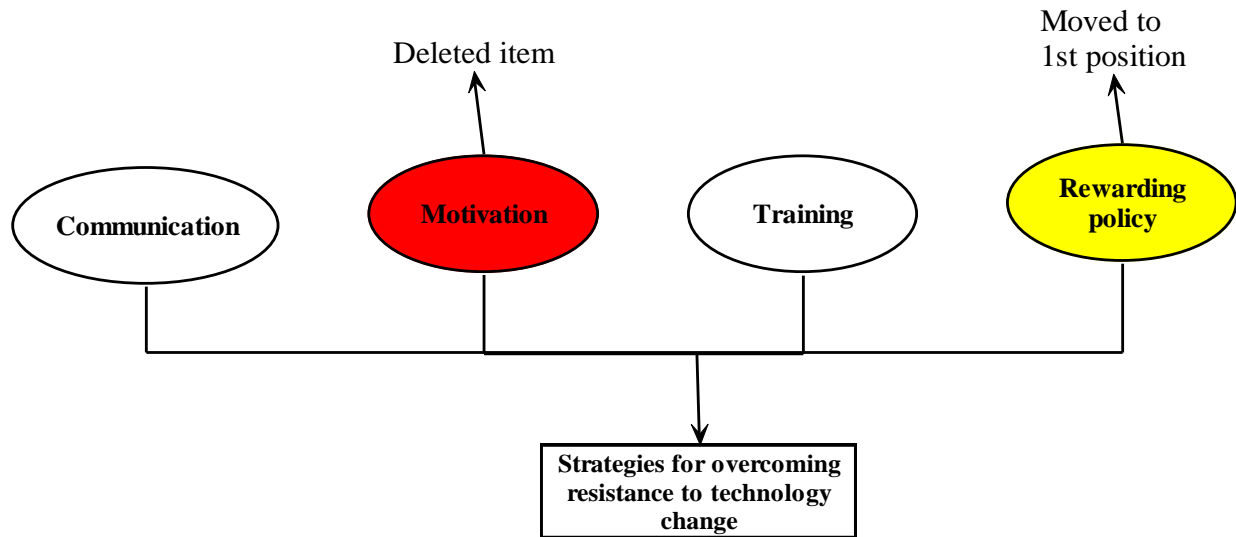 Deleted item
Moved to
1st position
Communication
Motivation
Training
Rewarding
policy
Strategies for overcoming
resistance to technology
change